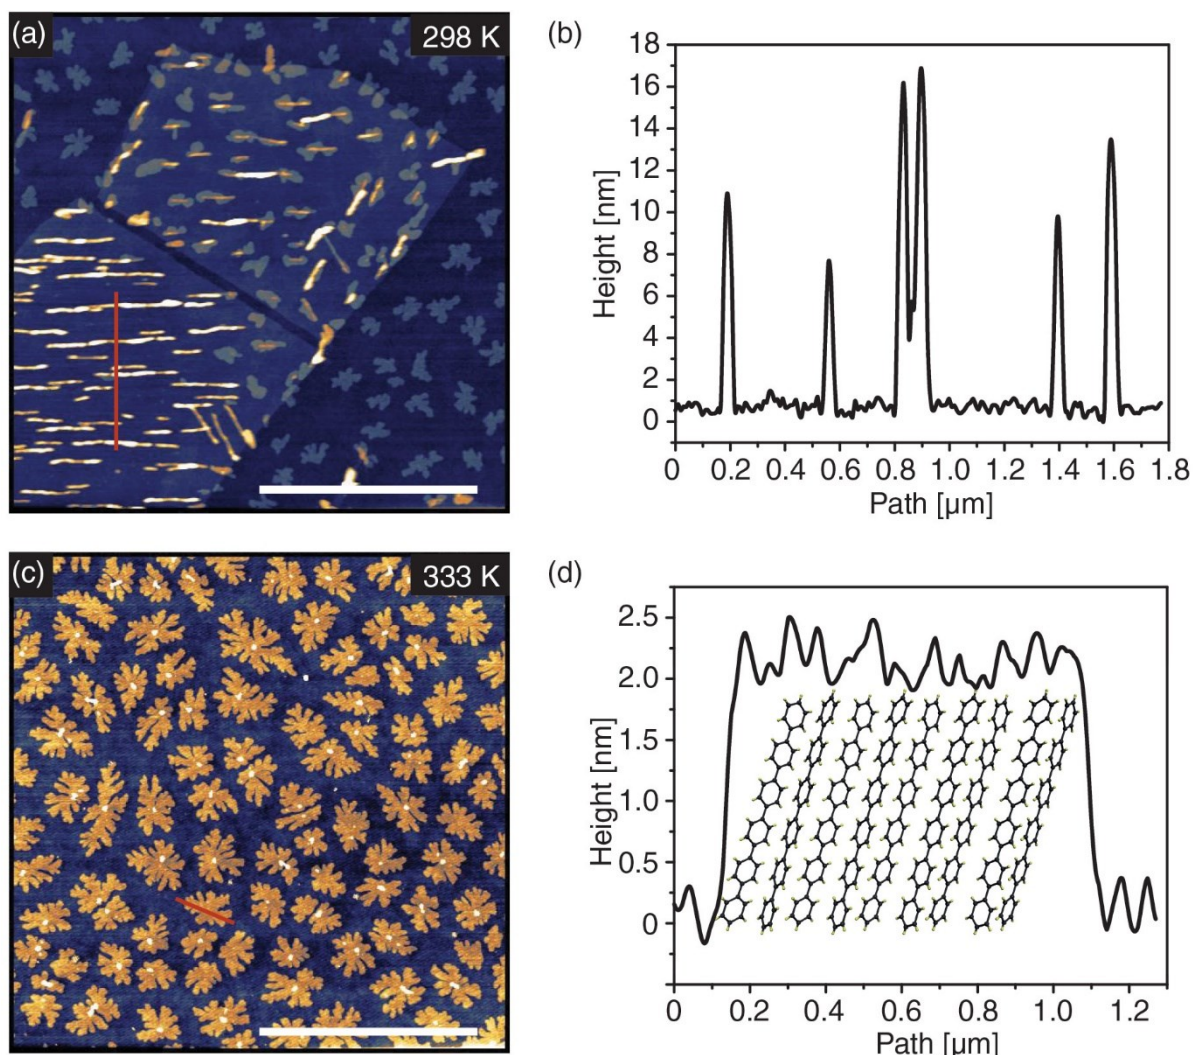 (a)
298 K
(b)
Height [nm]
18
16
14
12
10
8
6
4
2
0
0 0.2 0.4 0.6 0.8 1.0 1.2 1.4 1.6 1.8
Path [µm]
(c)
333 K
(d)
Height [nm]
2.5
2.0
1.5
1.0
0.5
0
0 0.2 0.4 0.6 0.8 1.0 1.2
Path [µm]